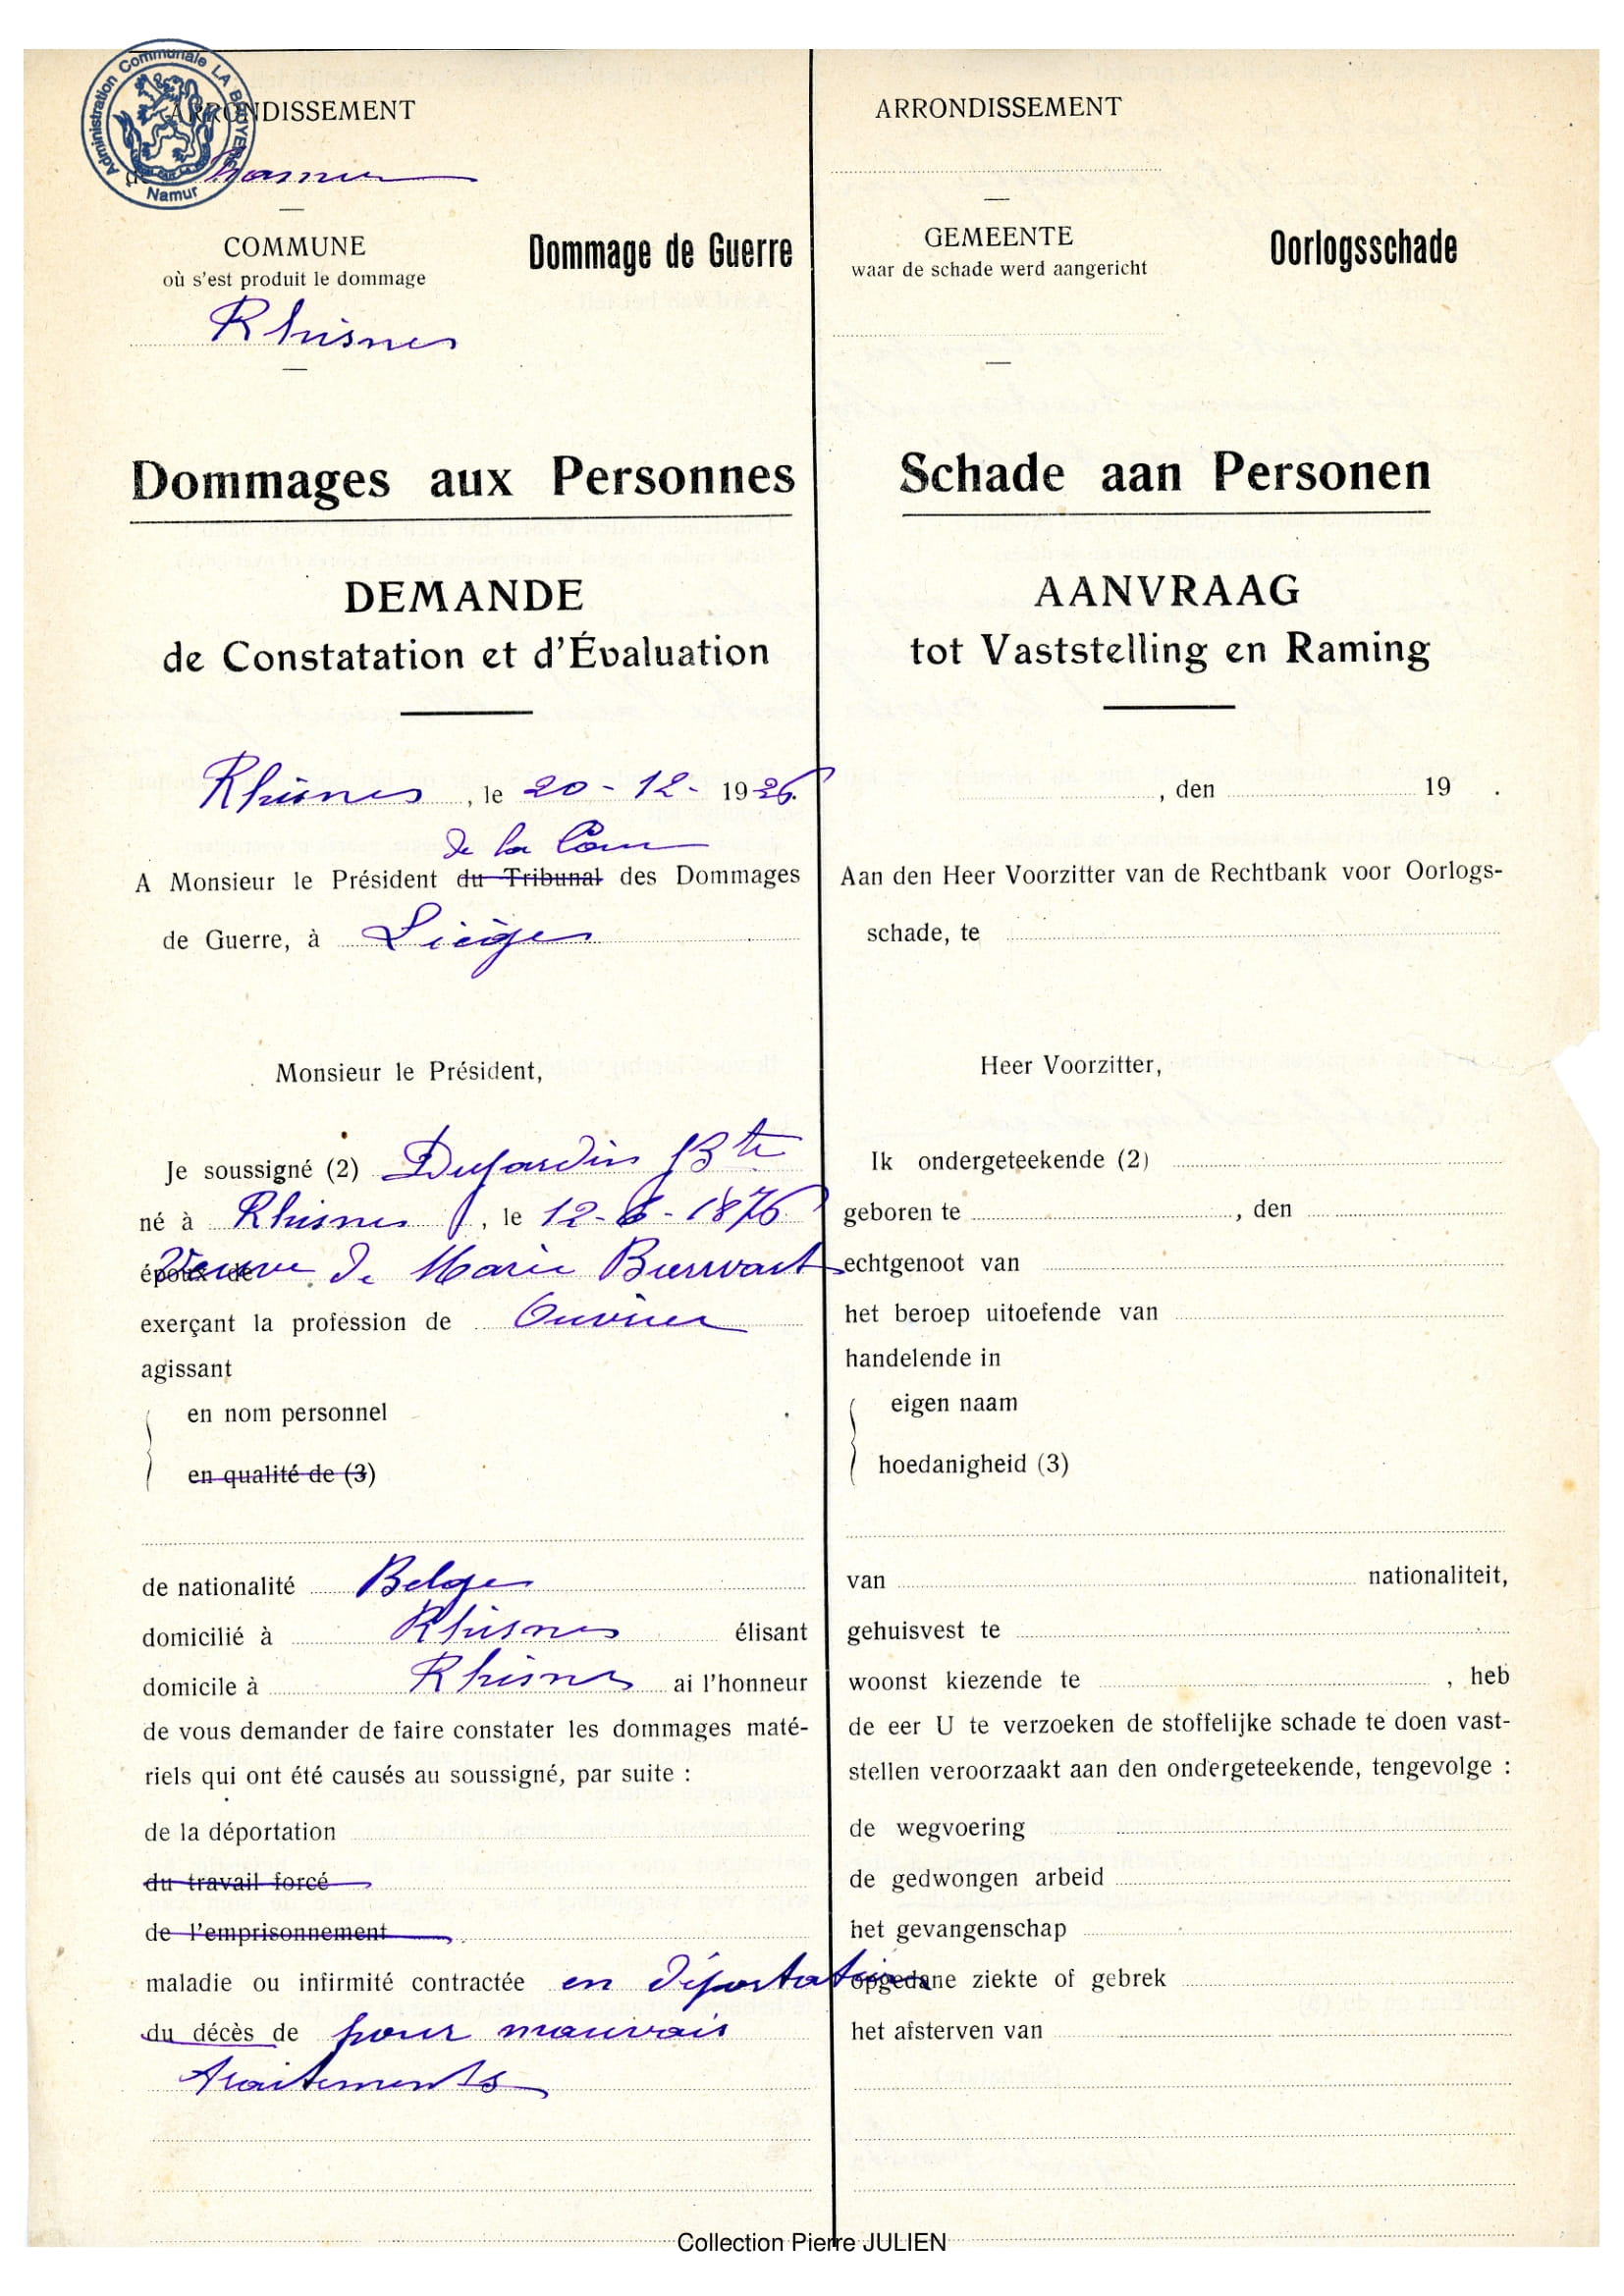 Administration Communale LA BRUYERE
Namur
ARRONDISSEMENT
de Namur
COMMUNE
où s'est produit le dommage
Rhisnes
Dommage de Guerre
Dommages aux Personnes
DEMANDE
de Constatation et d'Évaluation
Rhisnes, le 20 - 12 - 1926.
de la Cour
A Monsieur le Président du Tribunal des Dommages
de Guerre, à Liège
Monsieur le Président,
Je soussigné (2) Dujardin JBte
né à Rhisnes, le 12 - 6 - 1876
époux de Veuve de Marie
exerçant la profession de Ouvrier
agissant
en nom personnel
en qualité de (3)
de nationalité Belge
domicilié à Rhisnes élisant
domicile à Rhisnes ai l'honneur
de vous demander de faire constater les dommages maté-
riels qui ont été causés au soussigné, par suite :
de la déportation
du travail forcé
de l'emprisonnement
maladie ou infirmité contractée en déportation
du décès de pour mauvais
traitements
ARRONDISSEMENT
GEMEENTE
waar de schade werd aangericht
Oorlogsschade
Schade aan Personen
AANVRAAG
tot Vaststelling en Raming
, den 19 .
Aan den Heer Voorzitter van de Rechtbank voor Oorlogs-
schade, te
Heer Voorzitter,
Ik ondergeteekende (2)
geboren te , den
echtgenoot van
het beroep uitoefende van
handelende in
eigen naam
hoedanigheid (3)
van nationaliteit,
gehuisvest te
woonst kiezende te , heb
de eer U te verzoeken de stoffelijke schade te doen vast-
stellen veroorzaakt aan den ondergeteekende, tengevolge :
de wegvoering
de gedwongen arbeid
het gevangenschap
opgedane ziekte of gebrek
het afsterven van
Collection Pierre JULIEN